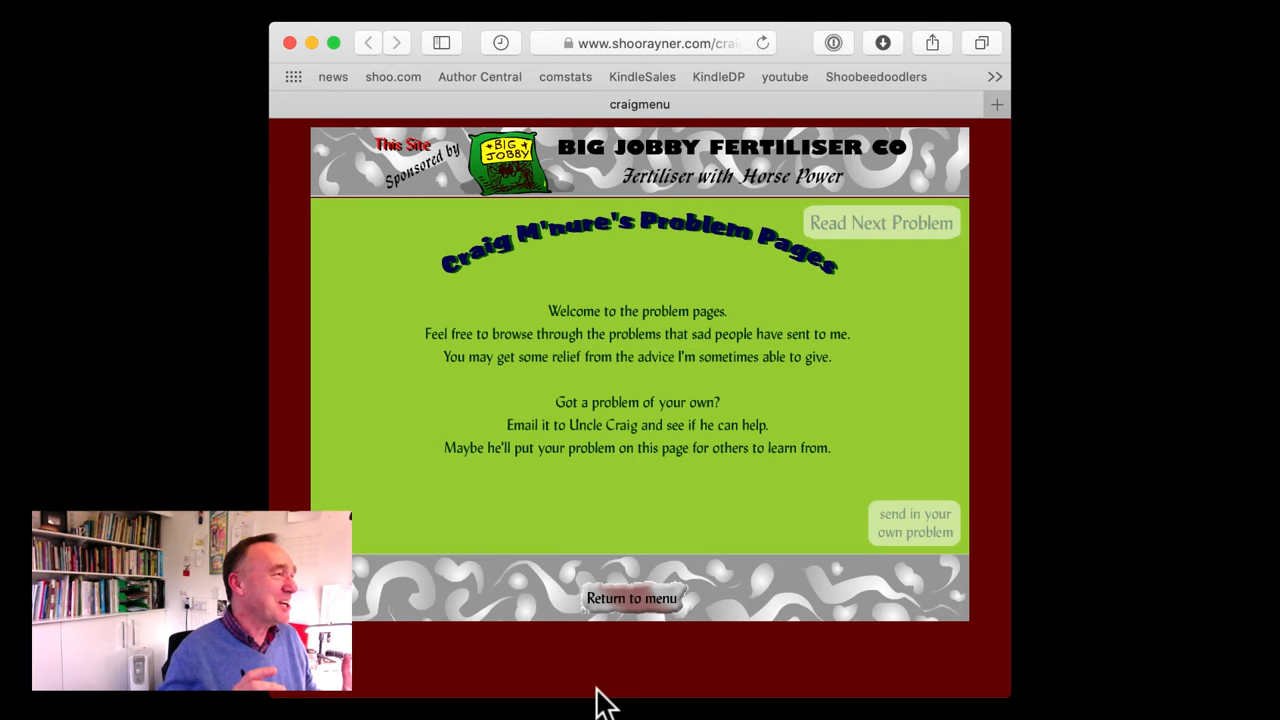 www.shoorayner.com/crai
news shoo.com Author Central comstats KindleSales KindleDP youtube Shoobeedoodlers
craigmenu
This Site
Sponsored by
BIG JOBBY
BIG JOBBY FERTILISER CO
Fertiliser with Horse Power
Craig M'nure's Problem Pages
Read Next Problem
Welcome to the problem pages.
Feel free to browse through the problems that sad people have sent to me.
You may get some relief from the advice I'm sometimes able to give.
Got a problem of your own?
Email it to Uncle Craig and see if he can help.
Maybe he'll put your problem on this page for others to learn from.
send in your
own problem
Return to menu